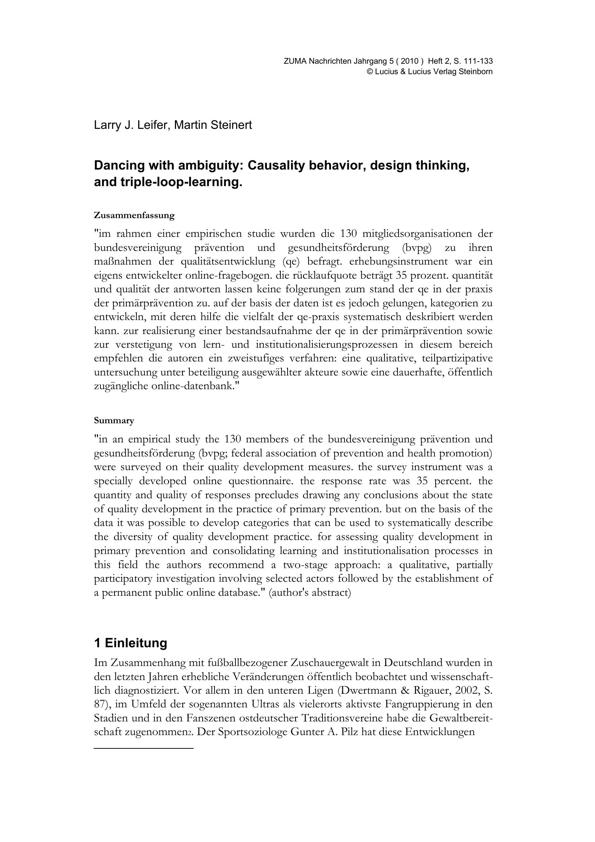 ZUMA Nachrichten Jahrgang 5 ( 2010 ) Heft 2, S. 111-133
© Lucius & Lucius Verlag Steinborn
Larry J. Leifer, Martin Steinert
Dancing with ambiguity: Causality behavior, design thinking,
and triple-loop-learning.
Zusammenfassung
"im rahmen einer empirischen studie wurden die 130 mitgliedsorganisationen der
bundesvereinigung prävention und gesundheitsförderung (bvpg) zu ihren
maßnahmen der qualitätsentwicklung (qe) befragt. erhebungsinstrument war ein
eigens entwickelter online-fragebogen. die rücklaufquote beträgt 35 prozent. quantität
und qualität der antworten lassen keine folgerungen zum stand der qe in der praxis
der primärprävention zu. auf der basis der daten ist es jedoch gelungen, kategorien zu
entwickeln, mit deren hilfe die vielfalt der qe-praxis systematisch deskribiert werden
kann. zur realisierung einer bestandsaufnahme der qe in der primärprävention sowie
zur verstetigung von lern- und institutionalisierungsprozessen in diesem bereich
empfehlen die autoren ein zweistufiges verfahren: eine qualitative, teilpartizipative
untersuchung unter beteiligung ausgewählter akteure sowie eine dauerhafte, öffentlich
zugängliche online-datenbank."
Summary
"in an empirical study the 130 members of the bundesvereinigung prävention und
gesundheitsförderung (bvpg; federal association of prevention and health promotion)
were surveyed on their quality development measures. the survey instrument was a
specially developed online questionnaire. the response rate was 35 percent. the
quantity and quality of responses precludes drawing any conclusions about the state
of quality development in the practice of primary prevention. but on the basis of the
data it was possible to develop categories that can be used to systematically describe
the diversity of quality development practice. for assessing quality development in
primary prevention and consolidating learning and institutionalisation processes in
this field the authors recommend a two-stage approach: a qualitative, partially
participatory investigation involving selected actors followed by the establishment of
a permanent public online database." (author's abstract)
1 Einleitung
Im Zusammenhang mit fußballbezogener Zuschauergewalt in Deutschland wurden in
den letzten Jahren erhebliche Veränderungen öffentlich beobachtet und wissenschaft-
lich diagnostiziert. Vor allem in den unteren Ligen (Dwertmann & Rigauer, 2002, S.
87), im Umfeld der sogenannten Ultras als vielerorts aktivste Fangruppierung in den
Stadien und in den Fanszenen ostdeutscher Traditionsvereine habe die Gewaltbereit-
schaft zugenommen2. Der Sportsoziologe Gunter A. Pilz hat diese Entwicklungen